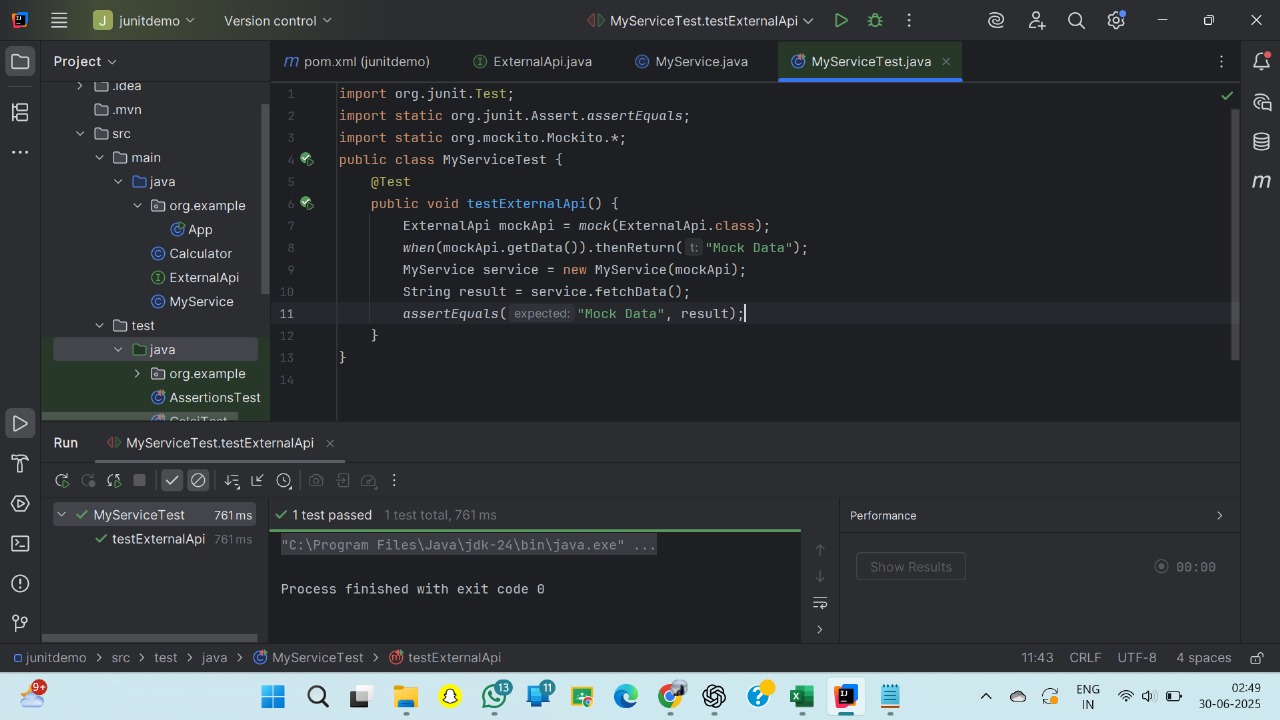 J junitdemo Version control MyServiceTest.testExternalApi
Project
pom.xml (junitdemo) ExternalApi.java MyService.java MyServiceTest.java
.idea
.mvn
src
main
java
org.example
App
Calculator
ExternalApi
MyService
test
java
org.example
AssertionsTest
1 import org.junit.Test;
2 import static org.junit.Assert.assertEquals;
3 import static org.mockito.Mockito.*;
4 public class MyServiceTest {
5 @Test
6 public void testExternalApi() {
7 ExternalApi mockApi = mock(ExternalApi.class);
8 when(mockApi.getData()).thenReturn( t: "Mock Data");
9 MyService service = new MyService(mockApi);
10 String result = service.fetchData();
11 assertEquals( expected: "Mock Data", result);
12 }
13 }
14
Run MyServiceTest.testExternalApi
MyServiceTest 761 ms
testExternalApi 761 ms
1 test passed 1 test total, 761 ms
"C:\Program Files\Java\jdk-24\bin\java.exe" ...
Process finished with exit code 0
Performance
Show Results 00:00
junitdemo > src > test > java > MyServiceTest > testExternalApi 11:43 CRLF UTF-8 4 spaces
9+
13
11
ENG
IN
02:49
30-06-2025